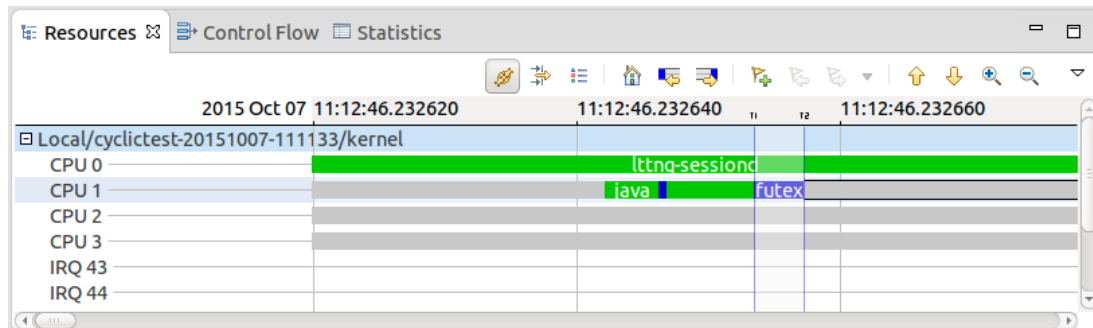 Resources Control Flow Statistics
2015 Oct 07 11:12:46.232620 11:12:46.232640 T1 T2 11:12:46.232660
Local/cyclictest-20151007-111133/kernel
CPU 0 lttng-sessiond
CPU 1 java futex
CPU 2
CPU 3
IRQ 43
IRQ 44